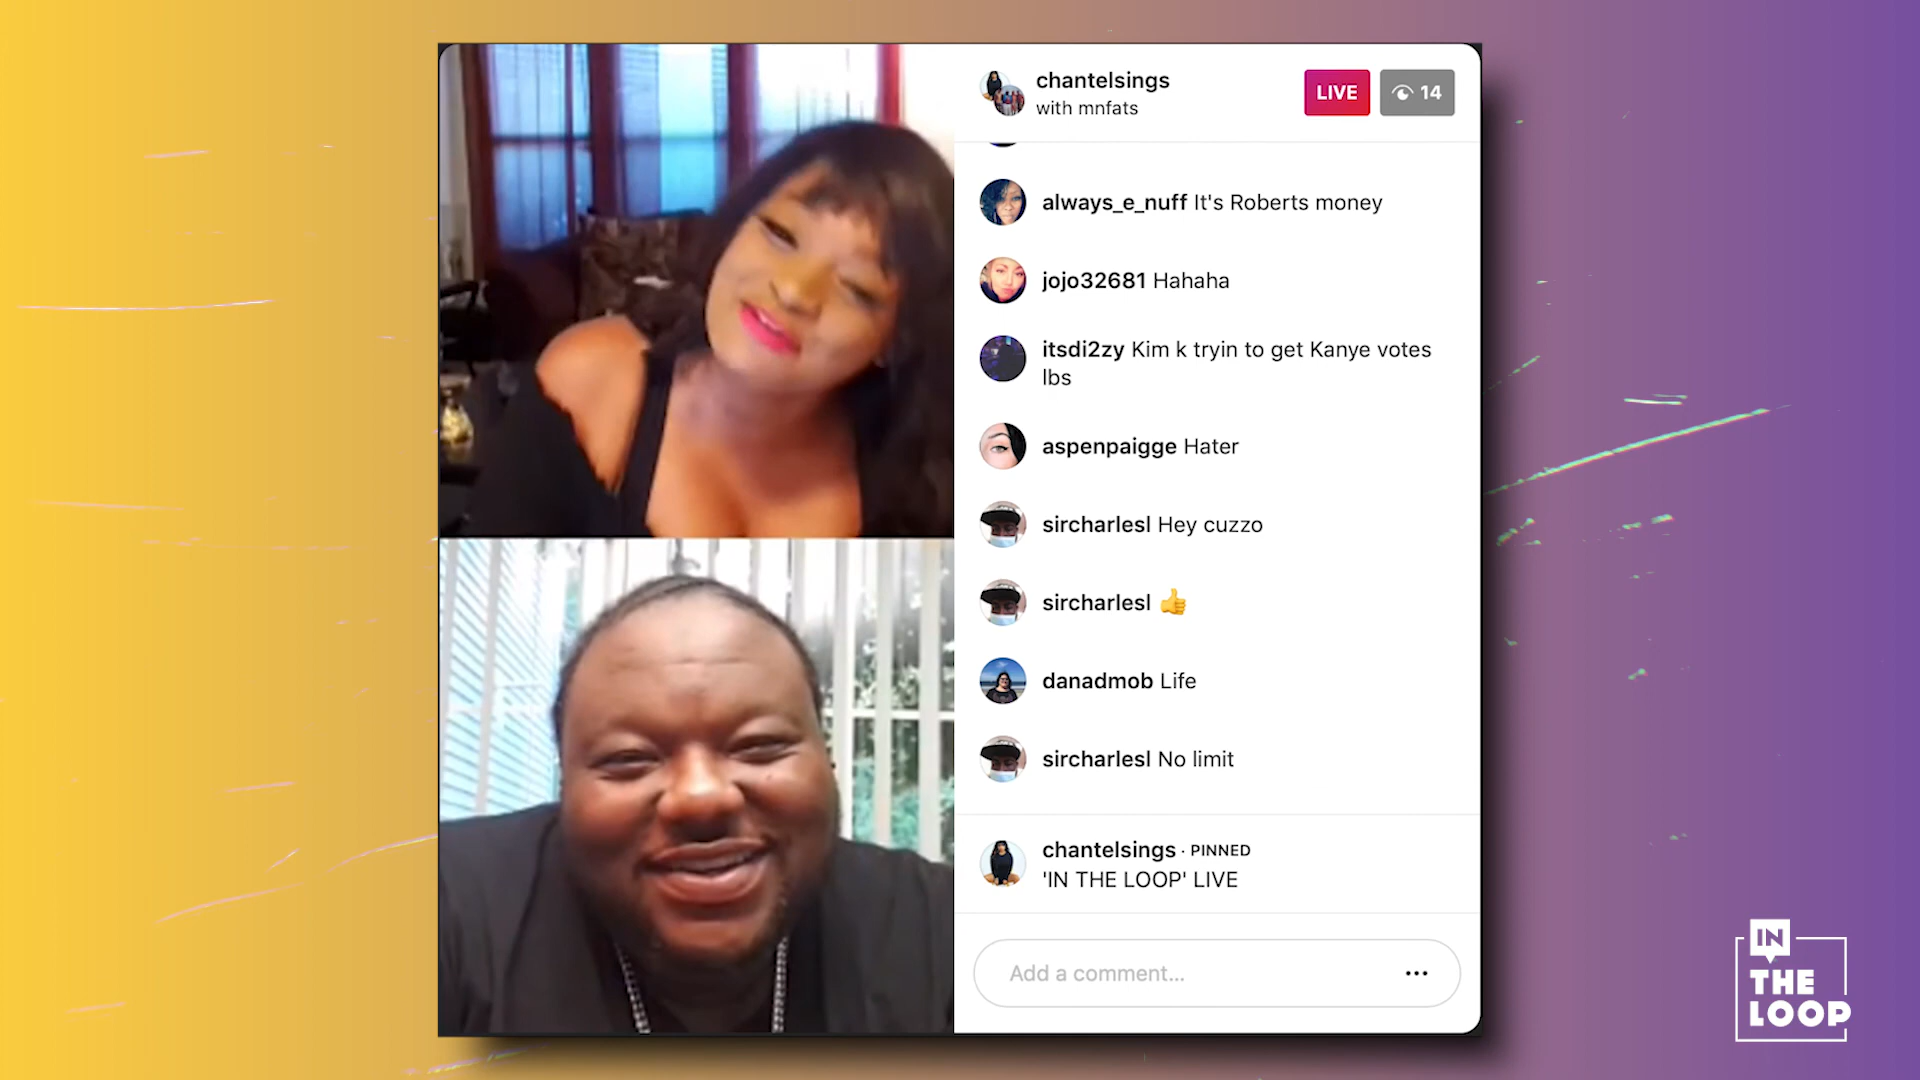 chantelsings
with mnfats
LIVE
14
always_e_nuff It's Roberts money
jojo32681 Hahaha
itsdi2zy Kim k tryin to get Kanye votes
lbs
aspenpaigge Hater
sircharlesl Hey cuzzo
sircharlesl 👍
danadmob Life
sircharlesl No limit
chantelsings · PINNED
'IN THE LOOP' LIVE
Add a comment...
IN
THE
LOOP